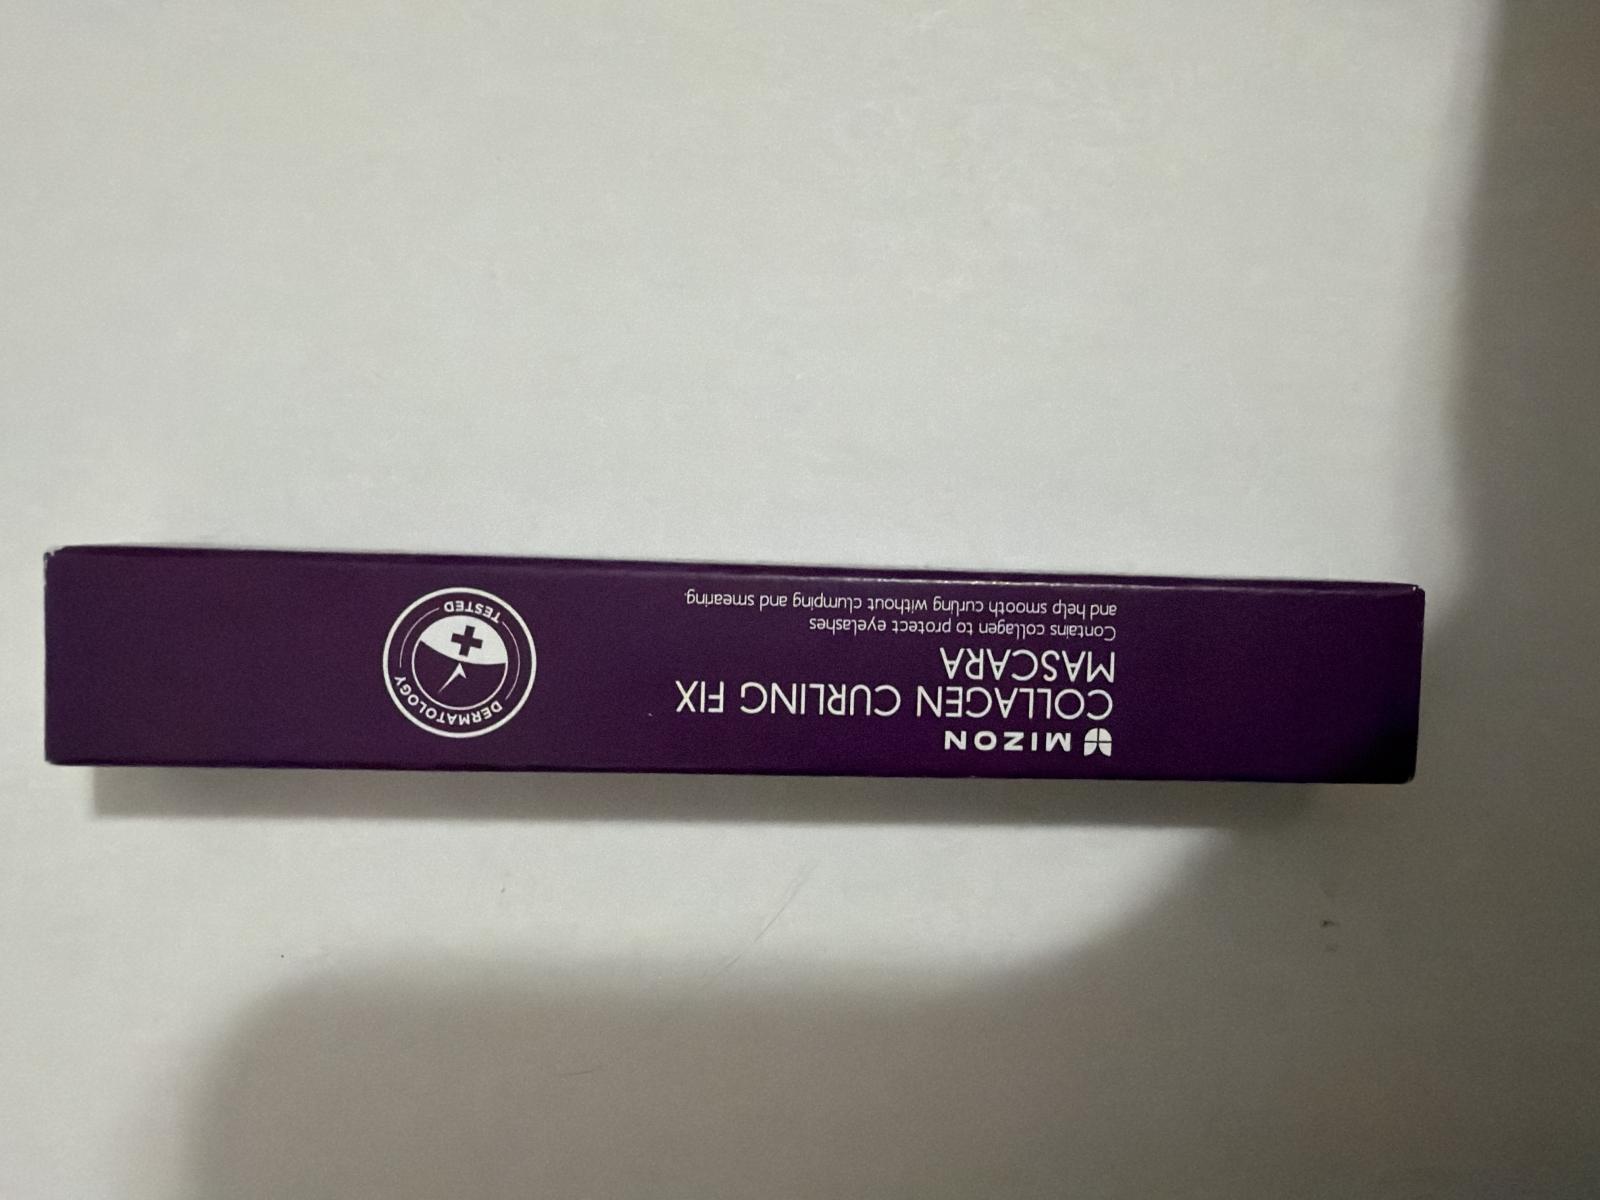 MIZON
COLLAGEN CURLING FIX
MASCARA
Contains collagen to protect eyelashes
and help smooth curling without clumping and smearing.
DERMATOLOGY
TESTED